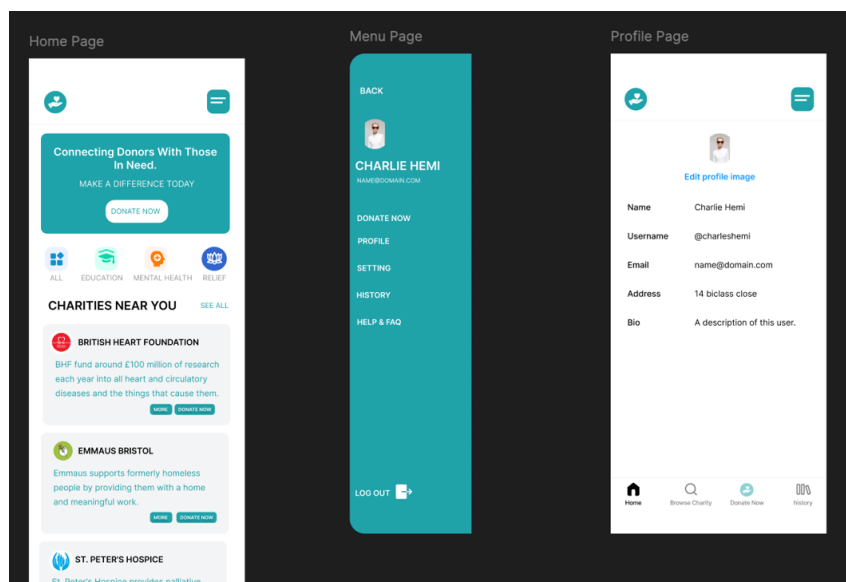 Home Page
Connecting Donors With Those
In Need.
MAKE A DIFFERENCE TODAY
DONATE NOW
ALL
EDUCATION
MENTAL HEALTH
RELIEF
CHARITIES NEAR YOU
SEE ALL
BRITISH HEART FOUNDATION
BHF fund around £100 million of research
each year into all heart and circulatory
diseases and the things that cause them.
MORE
DONATE NOW
EMMAUS BRISTOL
Emmaus supports formerly homeless
people by providing them with a home
and meaningful work.
MORE
DONATE NOW
ST. PETER'S HOSPICE
St. Peter's Hospice provides palliative
Menu Page
BACK
CHARLIE HEMI
NAME@DOMAIN.COM
DONATE NOW
PROFILE
SETTING
HISTORY
HELP & FAQ
LOG OUT
Profile Page
Edit profile image
Name Charlie Hemi
Username @charleshemi
Email name@domain.com
Address 14 biclass close
Bio A description of this user.
Home
Browse Charity
Donate Now
history